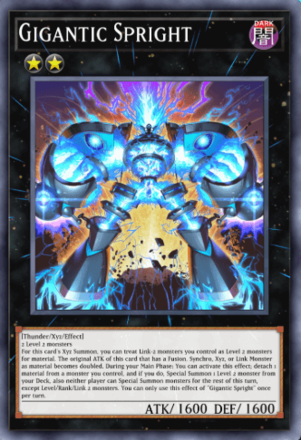 Gigantic Spright
DARK
闇
[Thunder/Xyz/Effect]
2 Level 2 monsters
For this card's Xyz Summon, you can treat Link-2 monsters you control as Level 2 monsters
for material. The original ATK of this card that has a Fusion, Synchro, Xyz, or Link Monster
as material becomes doubled. During your Main Phase: You can activate this effect; detach 1
material from a monster you control, and if you do, Special Summon 1 Level 2 monster from
your Deck, also neither player can Special Summon monsters for the rest of this turn,
except Level/Rank/Link 2 monsters. You can only use this effect of "Gigantic Spright" once
per turn.
ATK/ 1600 DEF/ 1600